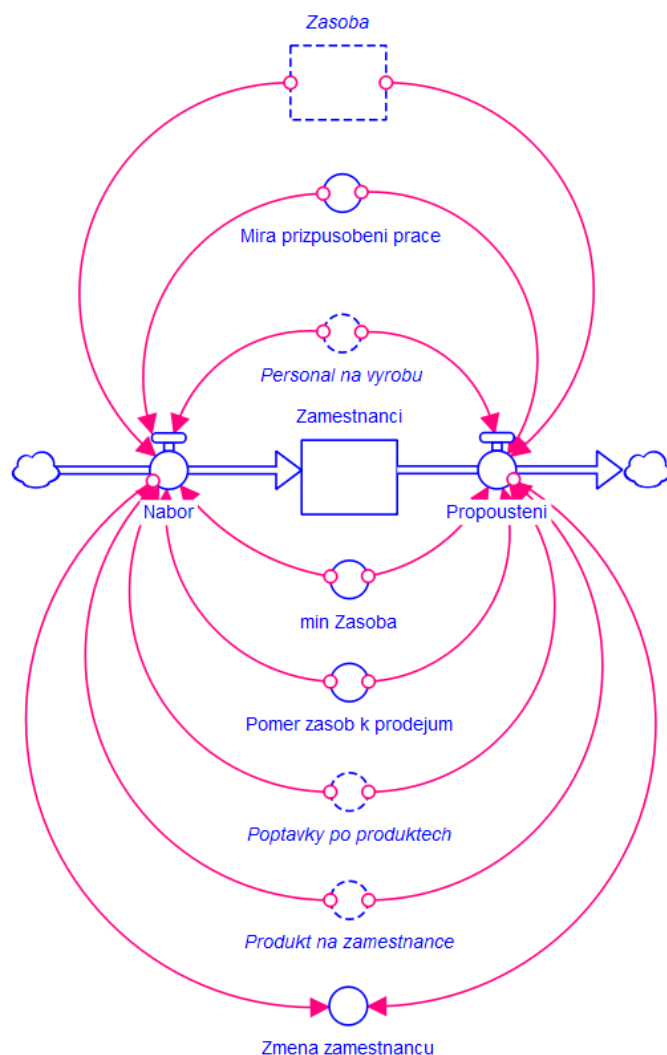 Zasoba
Mira prizpusobeni prace
Personal na vyrobu
Zamestnanci
Nabor
Propousteni
min Zasoba
Pomer zasob k prodejum
Poptavky po produktech
Produkt na zamestnance
Zmena zamestnancu